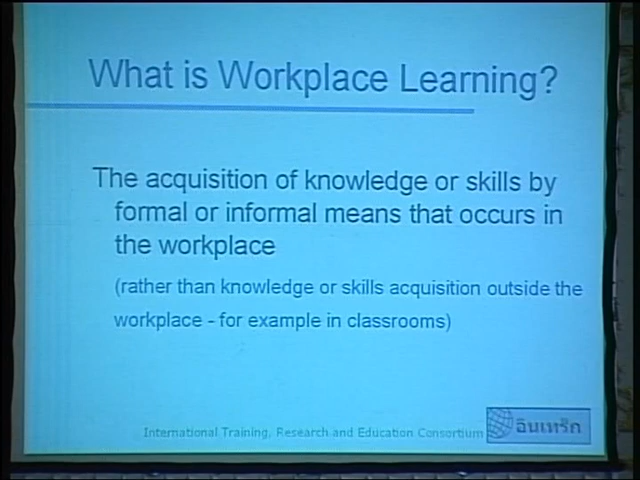 What is Workplace Learning?
The acquisition of knowledge or skills by
formal or informal means that occurs in
the workplace
(rather than knowledge or skills acquisition outside the
workplace - for example in classrooms)
International Training, Research and Education Consortium
อินเทร็ก